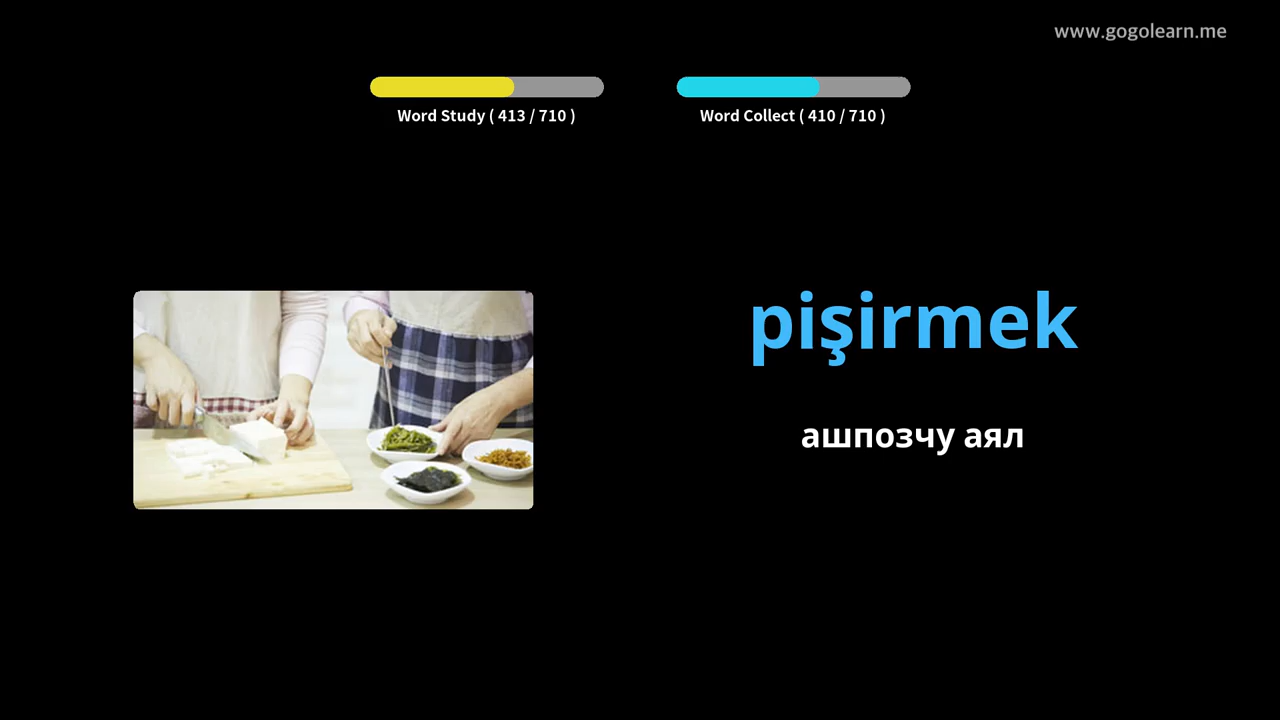 www.gogolearn.me
Word Study ( 413 / 710 )
Word Collect ( 410 / 710 )
pişirmek
ашпозчу аял